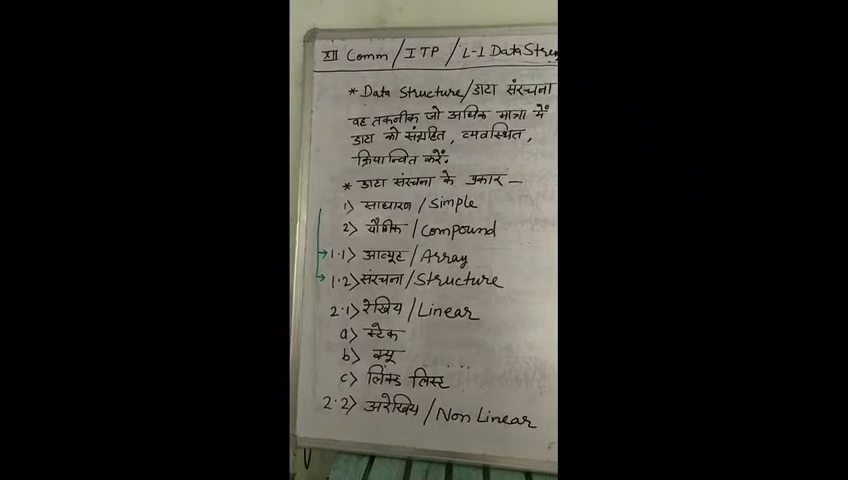 XII Comm / ITP / L-1 Data Stre
* Data Structure/डाटा संरचना
वह तकनीक जो अधिक मात्रा में
डाटा को संग्रहित, व्यवस्थित,
क्रियान्वित करें.
* डाटा संरचना के प्रकार —
1> साधारण / Simple
2> यौगिक / Compound
1.1> आव्यूह / Array
1.2> संरचना / Structure
2.1> रेखिय / Linear
a> स्टेक
b> क्यू
c> लिंक्ड लिस्ट
2.2> अरेखिय / Non Linear